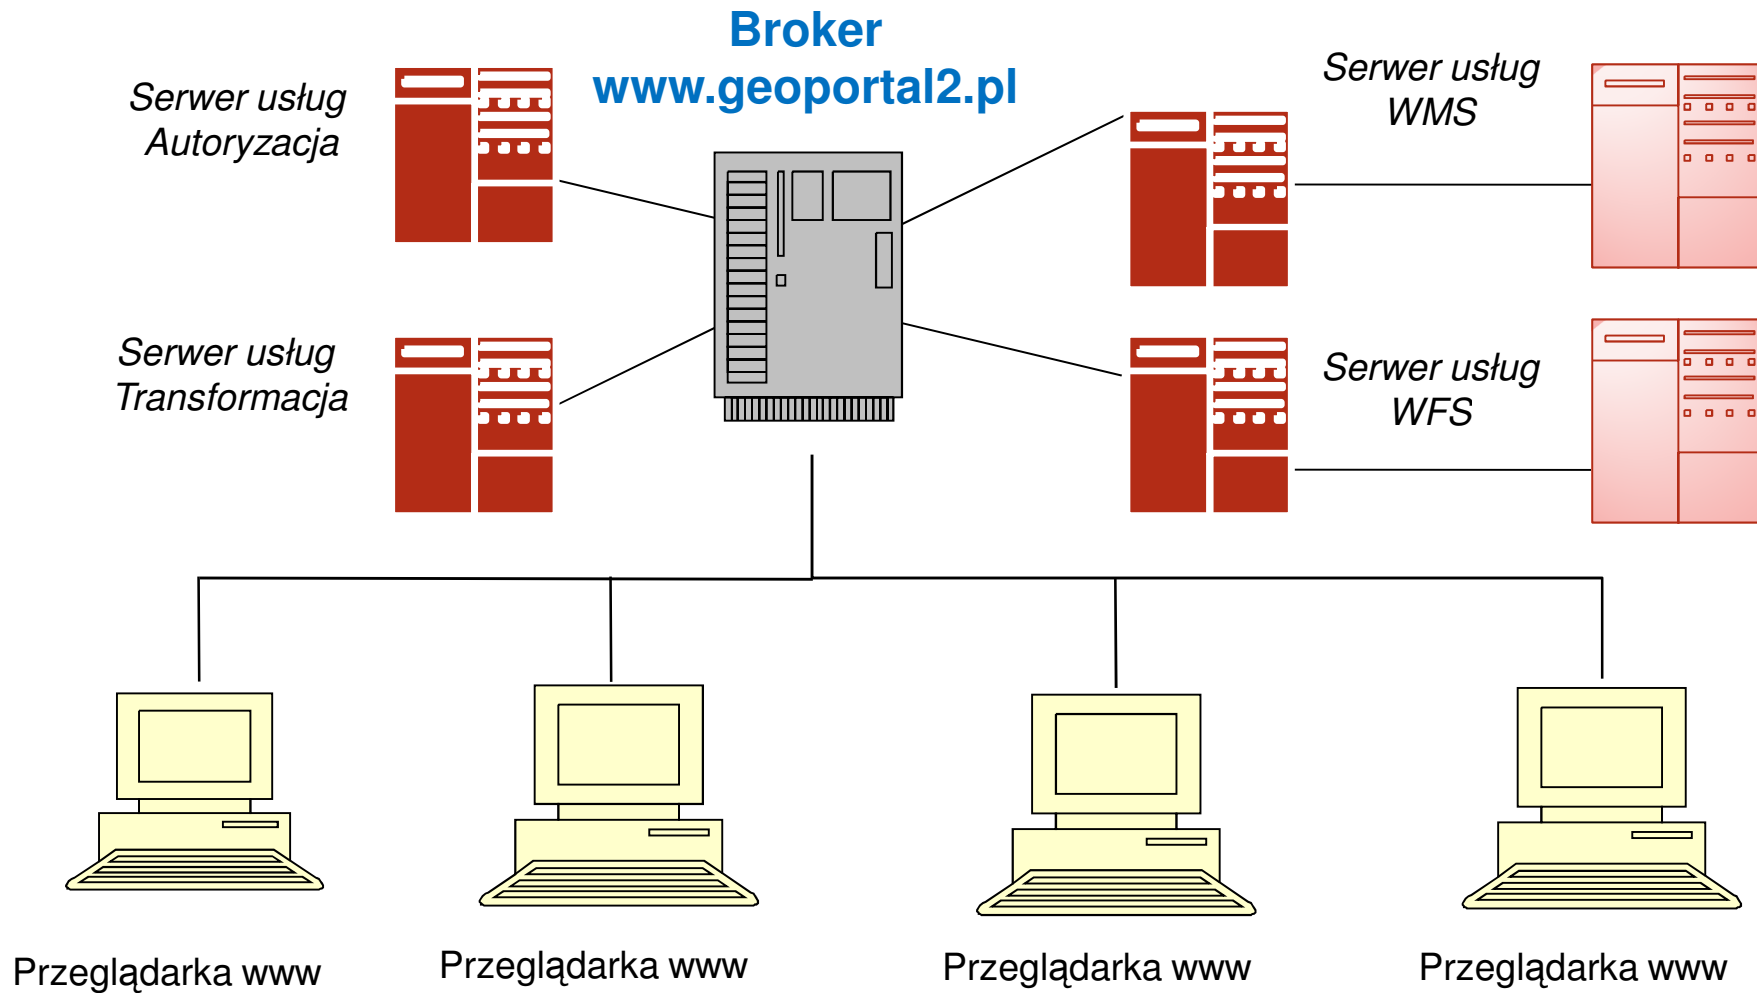 Broker
www.geoportal2.pl
Serwer usług
Autoryzacja
Serwer usług
WMS
Serwer usług
Transformacja
Serwer usług
WFS
Przeglądarka www
Przeglądarka www
Przeglądarka www
Przeglądarka www